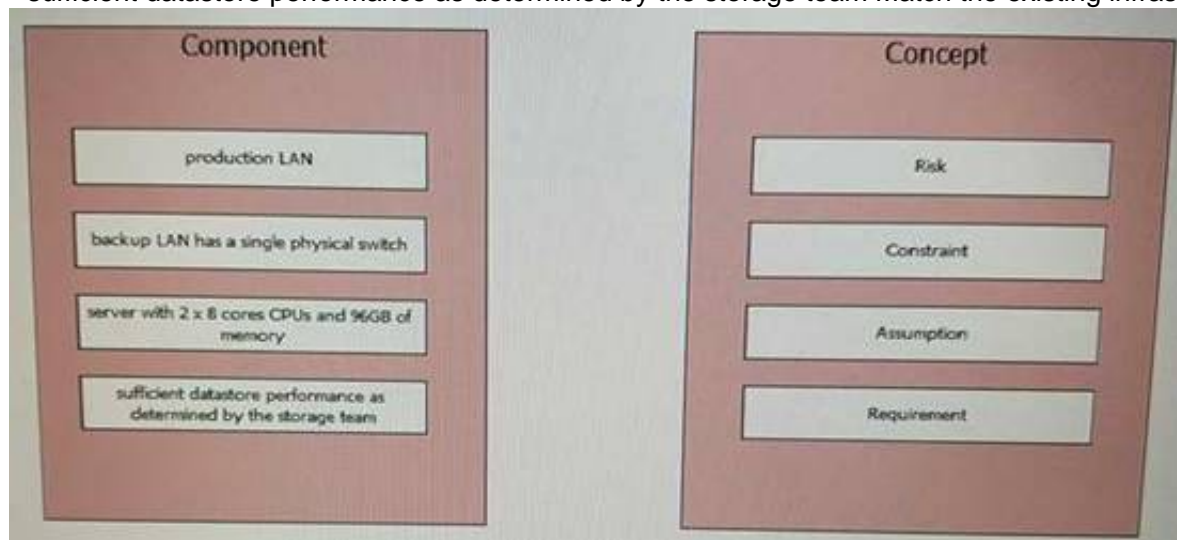 sufficient datastore performance as determined by the storage team match the existing infras
Component
production LAN
backup LAN has a single physical switch
server with 2 x 8 cores CPUs and 96GB of
memory
sufficient datastore performance as
determined by the storage team
Concept
Risk
Constraint
Assumption
Requirement